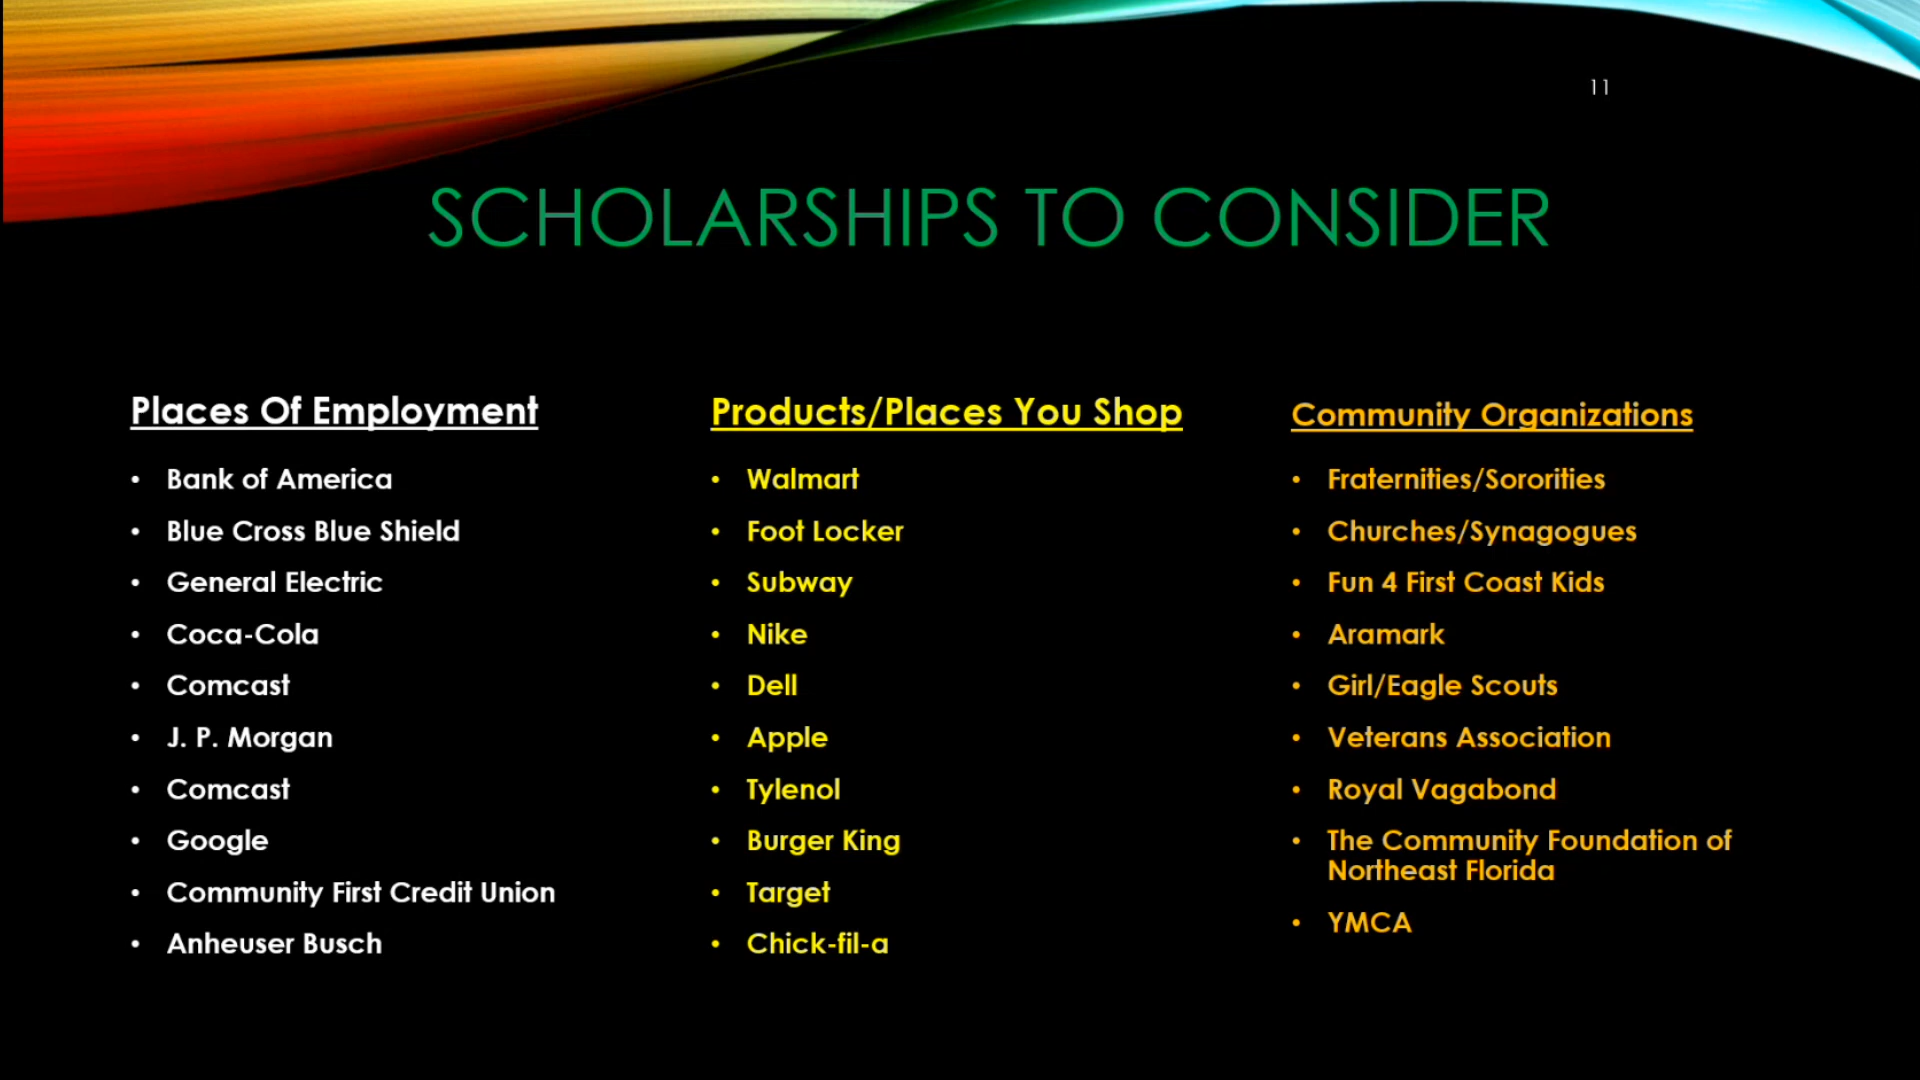 11
SCHOLARSHIPS TO CONSIDER
Places Of Employment
• Bank of America
• Blue Cross Blue Shield
• General Electric
• Coca-Cola
• Comcast
• J. P. Morgan
• Comcast
• Google
• Community First Credit Union
• Anheuser Busch
Products/Places You Shop
• Walmart
• Foot Locker
• Subway
• Nike
• Dell
• Apple
• Tylenol
• Burger King
• Target
• Chick-fil-a
Community Organizations
• Fraternities/Sororities
• Churches/Synagogues
• Fun 4 First Coast Kids
• Aramark
• Girl/Eagle Scouts
• Veterans Association
• Royal Vagabond
• The Community Foundation of
Northeast Florida
• YMCA